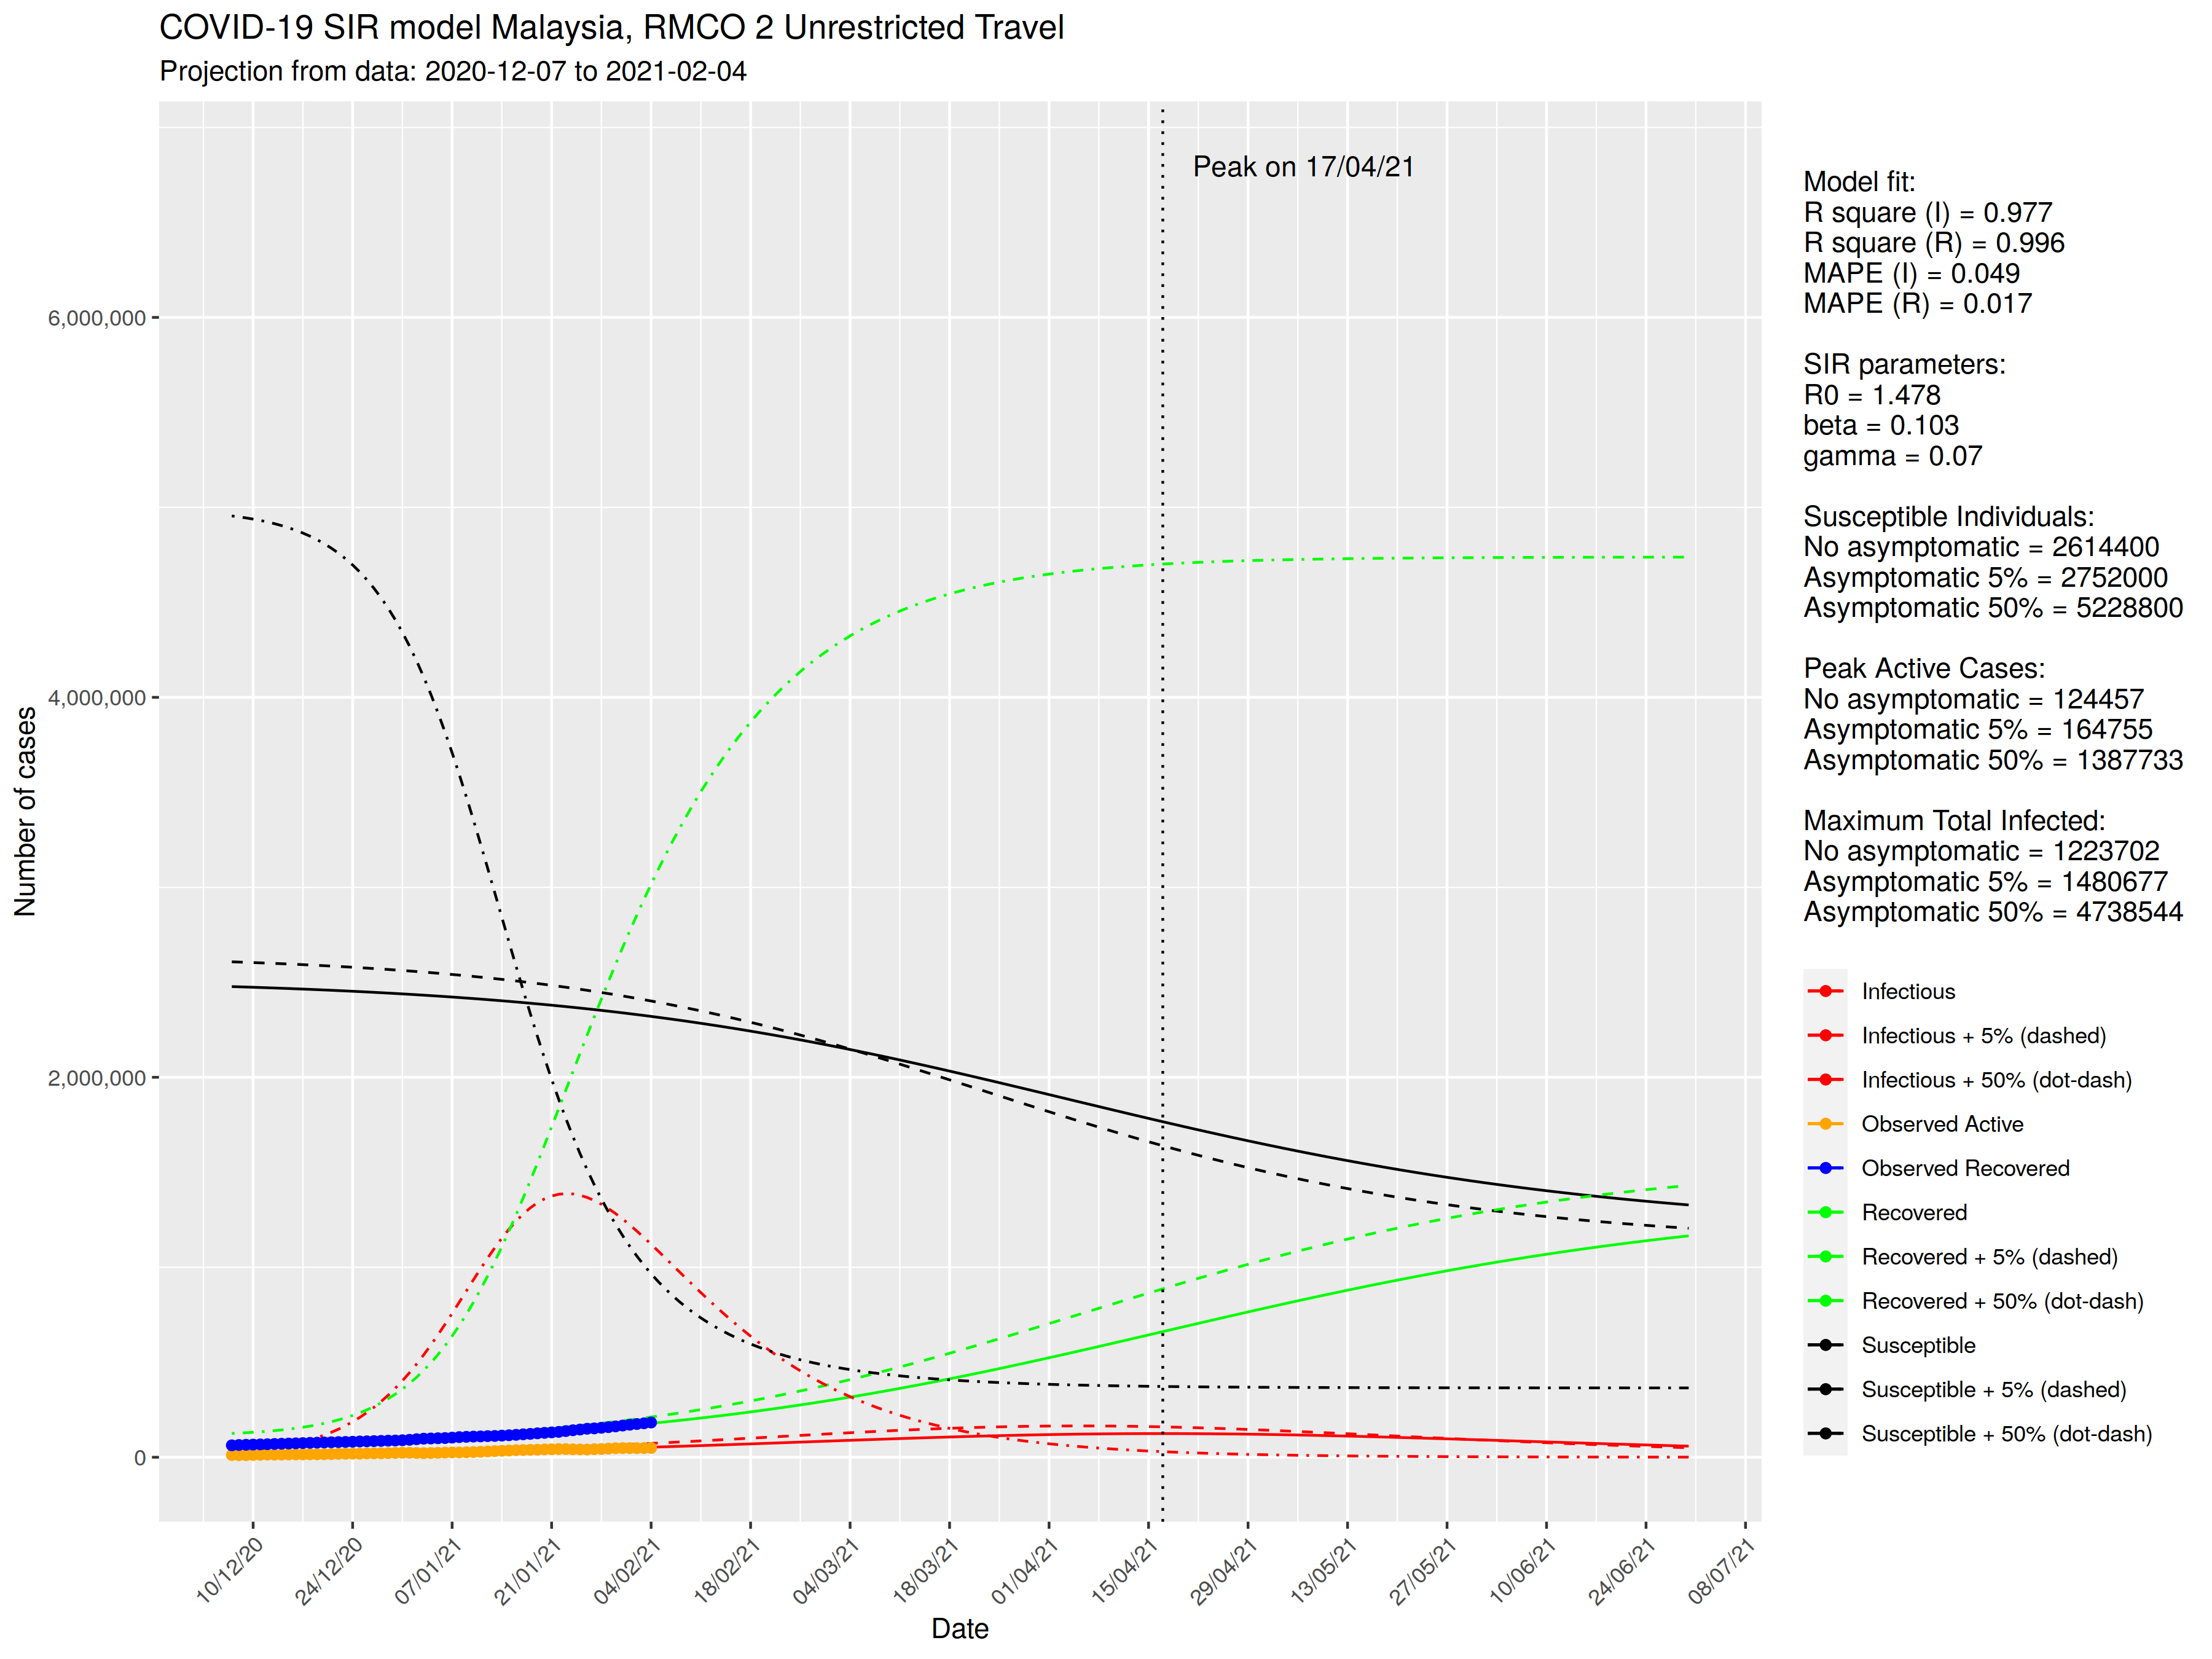 COVID-19 SIR model Malaysia, RMCO 2 Unrestricted Travel
Projection from data: 2020-12-07 to 2021-02-04
Peak on 17/04/21
Number of cases
6,000,000
4,000,000
2,000,000
0
10/12/20
24/12/20
07/01/21
21/01/21
04/02/21
18/02/21
04/03/21
18/03/21
01/04/21
15/04/21
29/04/21
13/05/21
27/05/21
10/06/21
24/06/21
08/07/21
Date
Model fit:
R square (I) = 0.977
R square (R) = 0.996
MAPE (I) = 0.049
MAPE (R) = 0.017
SIR parameters:
R0 = 1.478
beta = 0.103
gamma = 0.07
Susceptible Individuals:
No asymptomatic = 2614400
Asymptomatic 5% = 2752000
Asymptomatic 50% = 5228800
Peak Active Cases:
No asymptomatic = 124457
Asymptomatic 5% = 164755
Asymptomatic 50% = 1387733
Maximum Total Infected:
No asymptomatic = 1223702
Asymptomatic 5% = 1480677
Asymptomatic 50% = 4738544
Infectious
Infectious + 5% (dashed)
Infectious + 50% (dot-dash)
Observed Active
Observed Recovered
Recovered
Recovered + 5% (dashed)
Recovered + 50% (dot-dash)
Susceptible
Susceptible + 5% (dashed)
Susceptible + 50% (dot-dash)